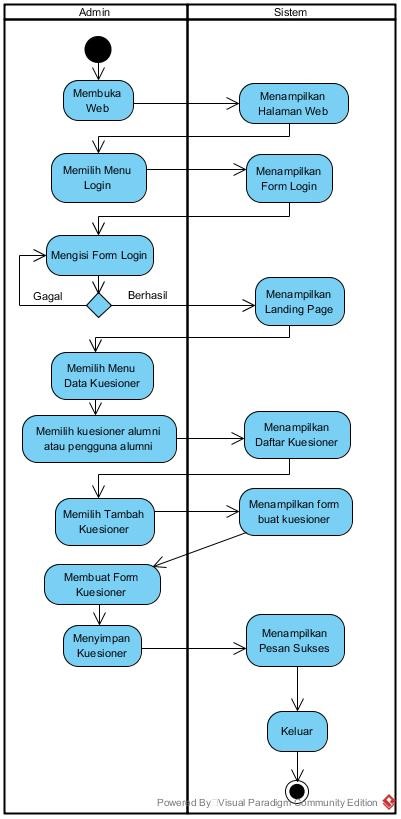 Admin
Sistem
Membuka
Web
Menampilkan
Halaman Web
Memilih Menu
Login
Menampilkan
Form Login
Mengisi Form Login
Gagal
Berhasil
Menampilkan
Landing Page
Memilih Menu
Data Kuesioner
Memilih kuesioner alumni
atau pengguna alumni
Menampilkan
Daftar Kuesioner
Memilih Tambah
Kuesioner
Menampilkan form
buat kuesioner
Membuat Form
Kuesioner
Menyimpan
Kuesioner
Menampilkan
Pesan Sukses
Keluar
Powered By Visual Paradigm Community Edition